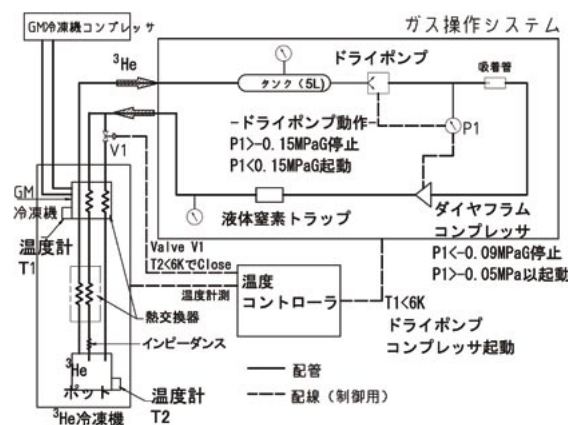 GM冷凍機コンプレッサ
ガス操作システム
³He
タンク（5L）
ドライポンプ
吸着管
P1
-ドライポンプ動作-
P1>-0.15MPaG停止
P1<0.15MPaG起動
V1
GM
冷凍機
温度計
T1
液体窒素トラップ
ダイヤフラム
コンプレッサ
P1<-0.09MPaG停止
P1>-0.05MPa以起動
Valve V1
T2<6KでClose
温度計測
温度
コントローラ
T1<6K
ドライポンプ
コンプレッサ起動
熱交換器
インピーダンス
³He
ポット
温度計
T2
³He冷凍機
配管
配線（制御用）